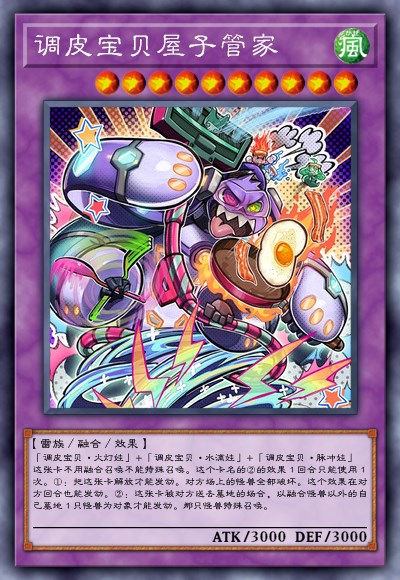 调皮宝贝屋子管家
風
【雷族/融合/效果】
「调皮宝贝·火灯娃」+「调皮宝贝·水滴娃」+「调皮宝贝·脉冲娃」
这张卡不用融合召唤不能特殊召唤。这个卡名的②的效果1回合只能使用1
次。①:把这张卡解放才能发动。对方场上的怪兽全部破坏。这个效果在对
方回合也能发动。②:这张卡被对方送去墓地的场合,以融合怪兽以外的自
己墓地1只怪兽为对象才能发动。那只怪兽特殊召唤。
ATK/3000 DEF/3000